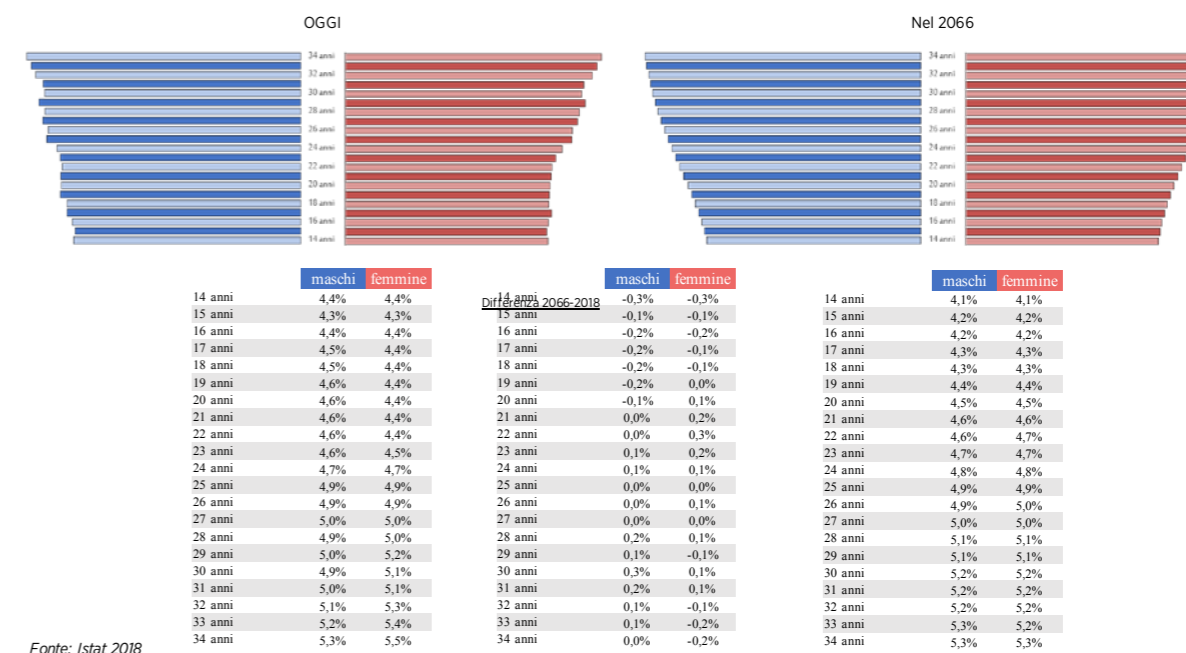 OGGI
Nel 2066
34 anni
32 anni
30 anni
28 anni
26 anni
24 anni
22 anni
20 anni
18 anni
16 anni
14 anni
34 anni
32 anni
30 anni
28 anni
26 anni
24 anni
22 anni
20 anni
18 anni
16 anni
14 anni
maschi femmine
14 anni 4,4% 4,4%
15 anni 4,3% 4,3%
16 anni 4,4% 4,4%
17 anni 4,5% 4,4%
18 anni 4,5% 4,4%
19 anni 4,6% 4,4%
20 anni 4,6% 4,4%
21 anni 4,6% 4,4%
22 anni 4,6% 4,4%
23 anni 4,6% 4,5%
24 anni 4,7% 4,7%
25 anni 4,9% 4,9%
26 anni 4,9% 4,9%
27 anni 5,0% 5,0%
28 anni 4,9% 5,0%
29 anni 5,0% 5,2%
30 anni 4,9% 5,1%
31 anni 5,0% 5,1%
32 anni 5,1% 5,3%
33 anni 5,2% 5,4%
34 anni 5,3% 5,5%
maschi femmine
14 anni -0,3% -0,3%
Differenza 2066-2018
15 anni -0,1% -0,1%
16 anni -0,2% -0,2%
17 anni -0,2% -0,1%
18 anni -0,2% -0,1%
19 anni -0,2% 0,0%
20 anni -0,1% 0,1%
21 anni 0,0% 0,2%
22 anni 0,0% 0,3%
23 anni 0,1% 0,2%
24 anni 0,1% 0,1%
25 anni 0,0% 0,0%
26 anni 0,0% 0,1%
27 anni 0,0% 0,0%
28 anni 0,2% 0,1%
29 anni 0,1% -0,1%
30 anni 0,3% 0,1%
31 anni 0,2% 0,1%
32 anni 0,1% -0,1%
33 anni 0,1% -0,2%
34 anni 0,0% -0,2%
maschi femmine
14 anni 4,1% 4,1%
15 anni 4,2% 4,2%
16 anni 4,2% 4,2%
17 anni 4,3% 4,3%
18 anni 4,3% 4,3%
19 anni 4,4% 4,4%
20 anni 4,5% 4,5%
21 anni 4,6% 4,6%
22 anni 4,6% 4,7%
23 anni 4,7% 4,7%
24 anni 4,8% 4,8%
25 anni 4,9% 4,9%
26 anni 4,9% 5,0%
27 anni 5,0% 5,0%
28 anni 5,1% 5,1%
29 anni 5,1% 5,1%
30 anni 5,2% 5,2%
31 anni 5,2% 5,2%
32 anni 5,2% 5,2%
33 anni 5,3% 5,2%
34 anni 5,3% 5,3%
Fonte: Istat 2018